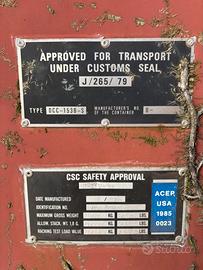 APPROVED FOR TRANSPORT
UNDER CUSTOMS SEAL
J/265/79
TYPE OCC-1536-S MANUFACTURER'S NO. OF THE CONTAINER
CSC SAFETY APPROVAL
DATE MANUFACTURED
IDENTIFICATION NO.
MAXIMUM GROSS WEIGHT KG LBS
ALLOW. STACK. WT. 1.8 G KG LBS
RACKING TEST LOAD VALUE KG LBS
ACEP
USA
1985
0023